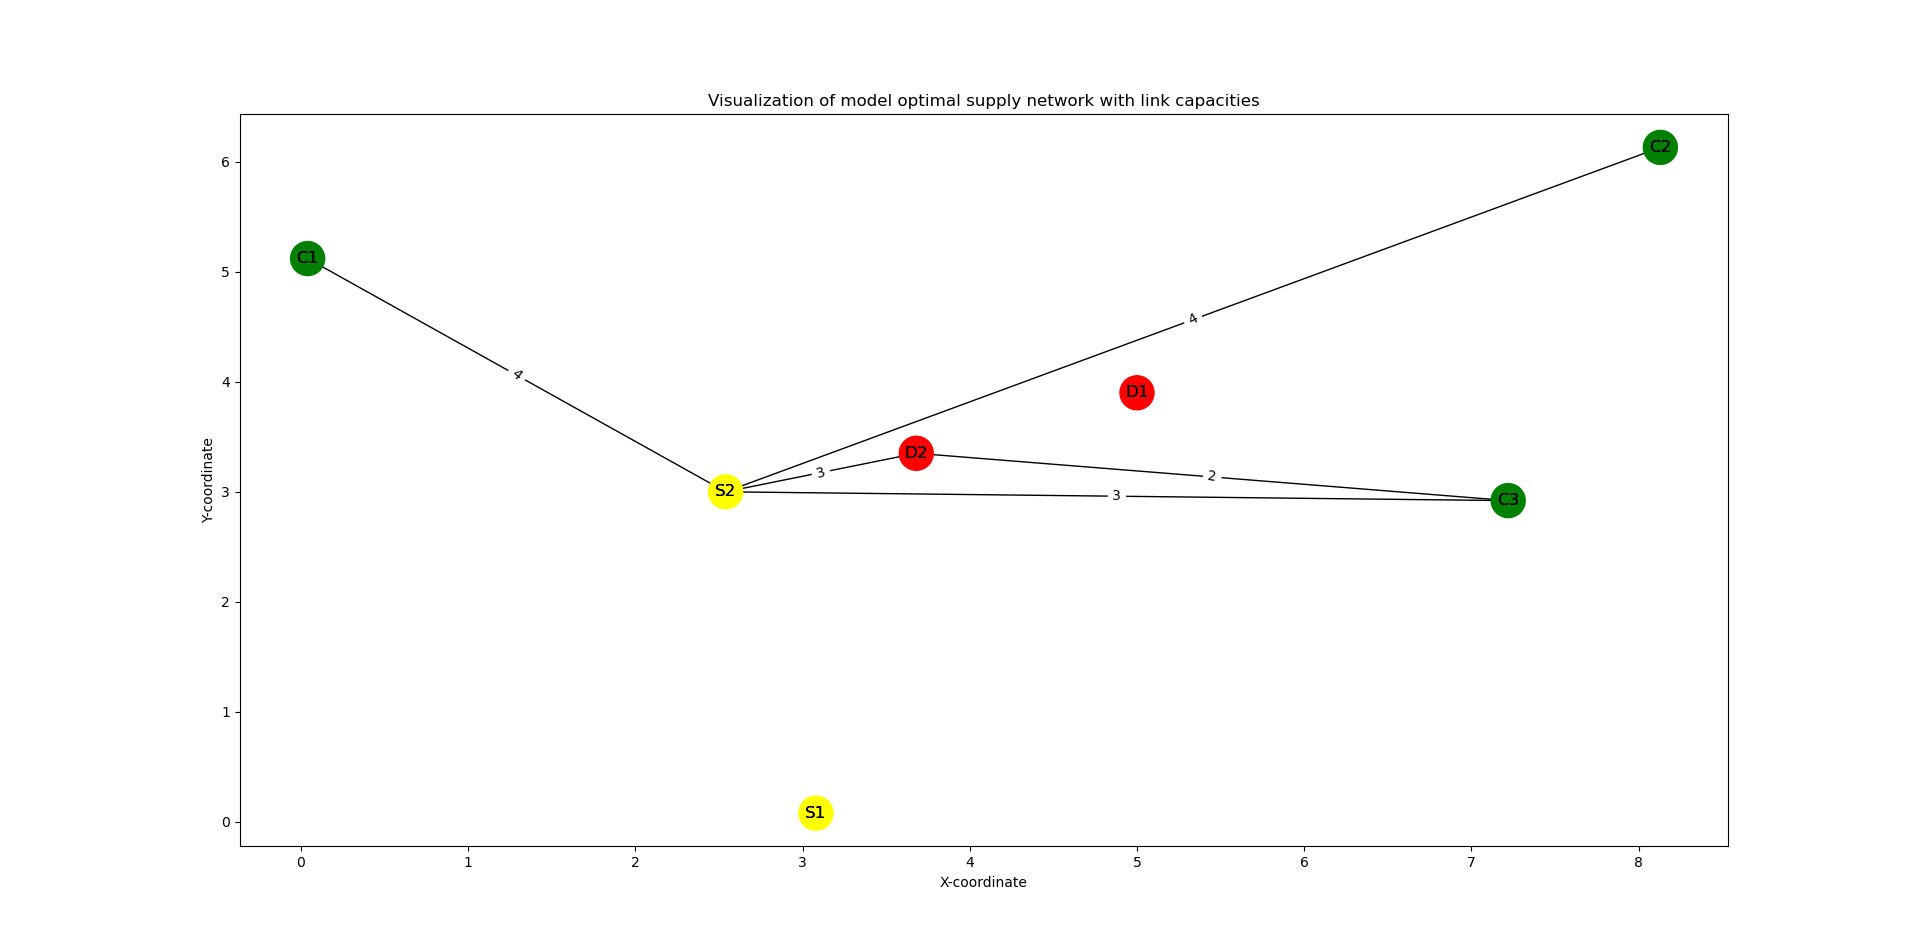 Visualization of model optimal supply network with link capacities
C2
6
C1
5
4
4
4
D1
D2
Y-coordinate
3
3
S2
2
3
C3
2
1
S1
0
0 1 2 3 4 5 6 7 8
X-coordinate